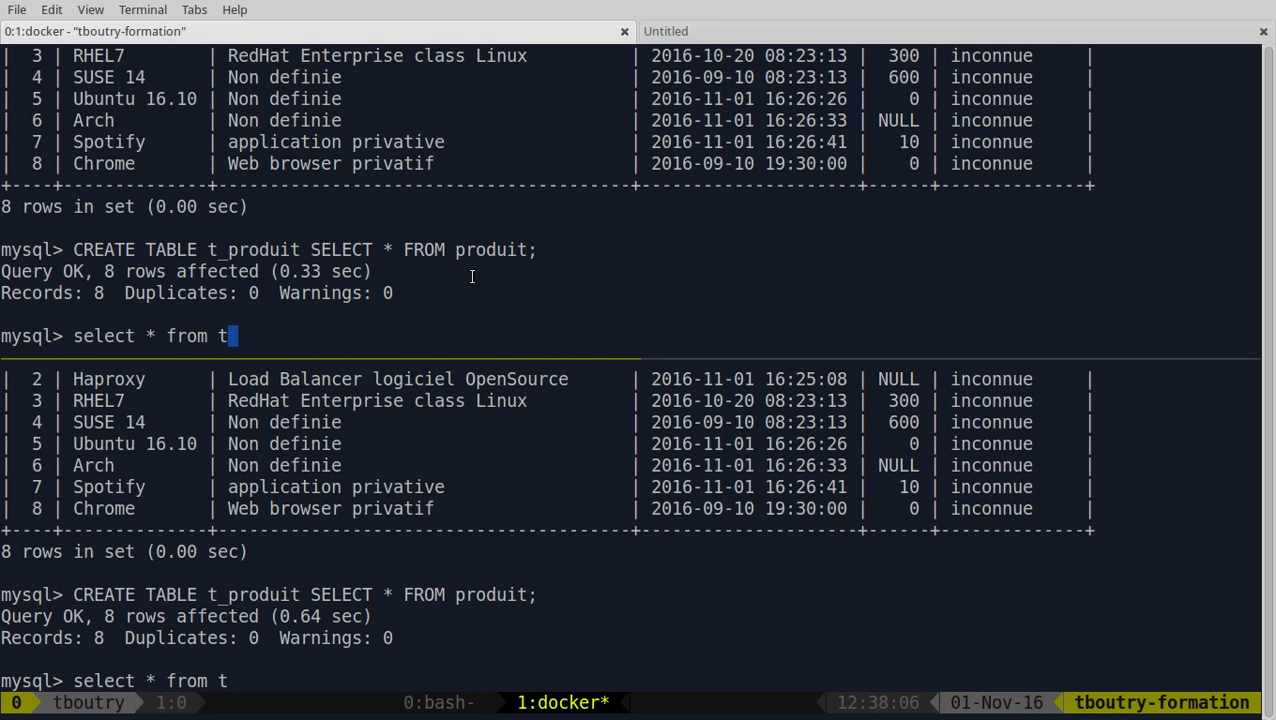 File Edit View Terminal Tabs Help
0:1:docker - "tboutry-formation" Untitled
| 3 | RHEL7 | RedHat Enterprise class Linux | 2016-10-20 08:23:13 | 300 | inconnue |
| 4 | SUSE 14 | Non definie | 2016-09-10 08:23:13 | 600 | inconnue |
| 5 | Ubuntu 16.10 | Non definie | 2016-11-01 16:26:26 | 0 | inconnue |
| 6 | Arch | Non definie | 2016-11-01 16:26:33 | NULL | inconnue |
| 7 | Spotify | application privative | 2016-11-01 16:26:41 | 10 | inconnue |
| 8 | Chrome | Web browser privatif | 2016-09-10 19:30:00 | 0 | inconnue |
+----+--------------+----------------------------------------+---------------------+------+--------------+
8 rows in set (0.00 sec)
mysql> CREATE TABLE t_produit SELECT * FROM produit;
Query OK, 8 rows affected (0.33 sec)
Records: 8 Duplicates: 0 Warnings: 0
mysql> select * from t
| 2 | Haproxy | Load Balancer logiciel OpenSource | 2016-11-01 16:25:08 | NULL | inconnue |
| 3 | RHEL7 | RedHat Enterprise class Linux | 2016-10-20 08:23:13 | 300 | inconnue |
| 4 | SUSE 14 | Non definie | 2016-09-10 08:23:13 | 600 | inconnue |
| 5 | Ubuntu 16.10 | Non definie | 2016-11-01 16:26:26 | 0 | inconnue |
| 6 | Arch | Non definie | 2016-11-01 16:26:33 | NULL | inconnue |
| 7 | Spotify | application privative | 2016-11-01 16:26:41 | 10 | inconnue |
| 8 | Chrome | Web browser privatif | 2016-09-10 19:30:00 | 0 | inconnue |
+----+--------------+----------------------------------------+---------------------+------+--------------+
8 rows in set (0.00 sec)
mysql> CREATE TABLE t_produit SELECT * FROM produit;
Query OK, 8 rows affected (0.64 sec)
Records: 8 Duplicates: 0 Warnings: 0
mysql> select * from t
0 tboutry 1:0 0:bash- 1:docker* 12:38:06 01-Nov-16 tboutry-formation